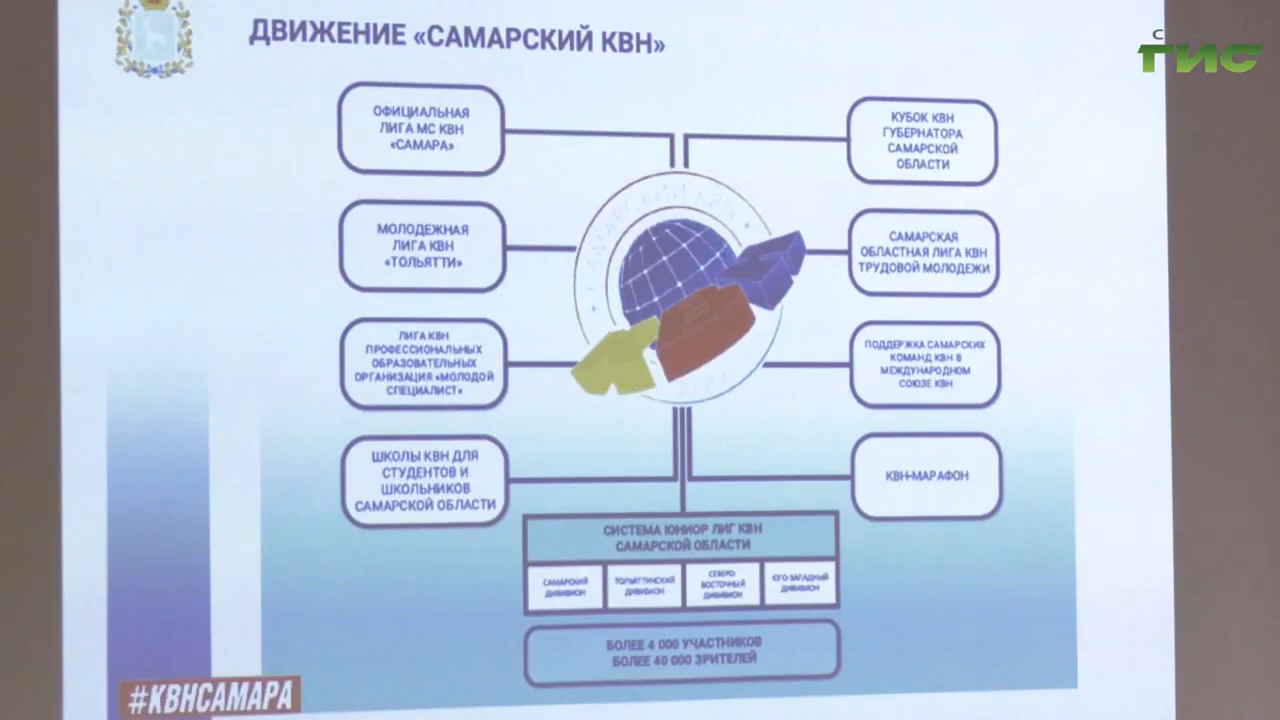 ДВИЖЕНИЕ «САМАРСКИЙ КВН»
ГИС
ОФИЦИАЛЬНАЯ
ЛИГА МС КВН
«САМАРА»
КУБОК КВН
ГУБЕРНАТОРА
САМАРСКОЙ
ОБЛАСТИ
МОЛОДЕЖНАЯ
ЛИГА КВН
«ТОЛЬЯТТИ»
САМАРСКАЯ
ОБЛАСТНАЯ ЛИГА КВН
ТРУДОВОЙ МОЛОДЕЖИ
ЛИГА КВН
ПРОФЕССИОНАЛЬНЫХ
ОБРАЗОВАТЕЛЬНЫХ
ОРГАНИЗАЦИЯ «МОЛОДОЙ
СПЕЦИАЛИСТ»
ПОДДЕРЖКА САМАРСКИХ
КОМАНД КВН В
МЕЖДУНАРОДНОМ
СОЮЗЕ КВН
ШКОЛЫ КВН ДЛЯ
СТУДЕНТОВ И
ШКОЛЬНИКОВ
САМАРСКОЙ ОБЛАСТИ
КВН-МАРАФОН
САМАРСКИЙ КВН
СИСТЕМА ЮНИОР ЛИГ КВН
САМАРСКОЙ ОБЛАСТИ
САМАРСКИЙ
ДИВИЗИОН
ТОЛЬЯТТИНСКИЙ
ДИВИЗИОН
СЕВЕРО-
ВОСТОЧНЫЙ
ДИВИЗИОН
ЮГО-ЗАПАДНЫЙ
ДИВИЗИОН
БОЛЕЕ 4 000 УЧАСТНИКОВ
БОЛЕЕ 40 000 ЗРИТЕЛЕЙ
#КВНСАМАРА